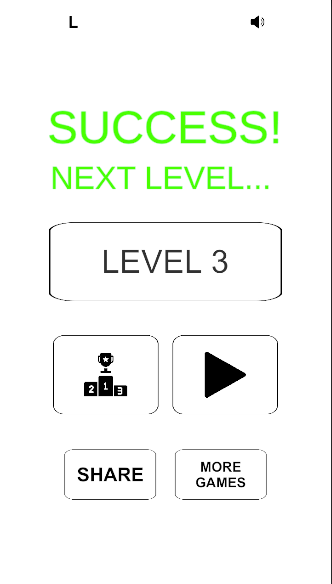 L
SUCCESS!
NEXT LEVEL...
LEVEL 3
2 1 3
SHARE
MORE
GAMES